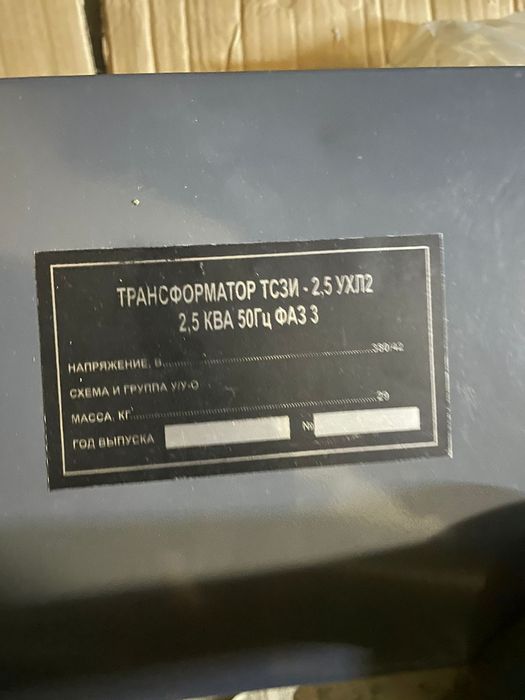 ТРАНСФОРМАТОР ТСЗИ - 2,5 УХЛ2
2,5 КВА 50Гц ФАЗ 3
НАПРЯЖЕНИЕ, В............................................380/42
СХЕМА И ГРУППА У/У-О
МАССА, КГ..................................................29
ГОД ВЫПУСКА №